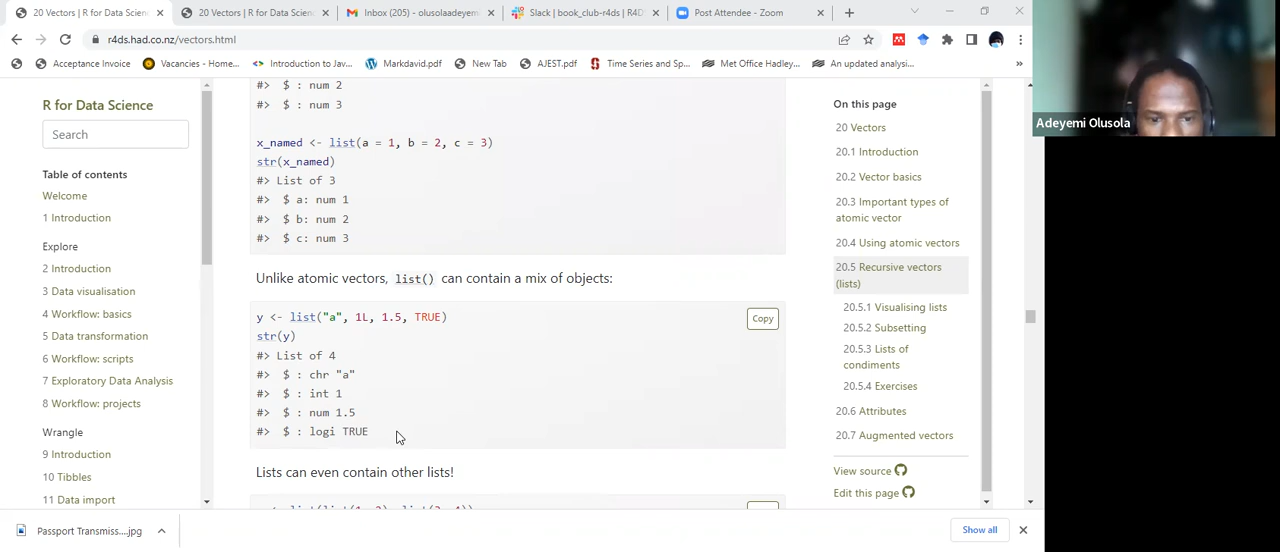 20 Vectors | R for Data Science
20 Vectors | R for Data Scienc
Inbox (205) - olusolaadeyem
Slack | book_club-r4ds | R4D
Post Attendee - Zoom
r4ds.had.co.nz/vectors.html
Acceptance Invoice
Vacancies - Home...
Introduction to Jav...
Markdavid.pdf
New Tab
AJEST.pdf
Time Series and Sp...
Met Office Hadley...
An updated analysi...
»
R for Data Science
Search
Table of contents
Welcome
1 Introduction
Explore
2 Introduction
3 Data visualisation
4 Workflow: basics
5 Data transformation
6 Workflow: scripts
7 Exploratory Data Analysis
8 Workflow: projects
Wrangle
9 Introduction
10 Tibbles
11 Data import
#> $ : num 2
#> $ : num 3
x_named <- list(a = 1, b = 2, c = 3)
str(x_named)
#> List of 3
#> $ a: num 1
#> $ b: num 2
#> $ c: num 3
Unlike atomic vectors, list() can contain a mix of objects:
y <- list("a", 1L, 1.5, TRUE)
Copy
str(y)
#> List of 4
#> $ : chr "a"
#> $ : int 1
#> $ : num 1.5
#> $ : logi TRUE
Lists can even contain other lists!
On this page
20 Vectors
20.1 Introduction
20.2 Vector basics
20.3 Important types of
atomic vector
20.4 Using atomic vectors
20.5 Recursive vectors
(lists)
20.5.1 Visualising lists
20.5.2 Subsetting
20.5.3 Lists of
condiments
20.5.4 Exercises
20.6 Attributes
20.7 Augmented vectors
View source
Edit this page
Adeyemi Olusola
Passport Transmiss....jpg
Show all